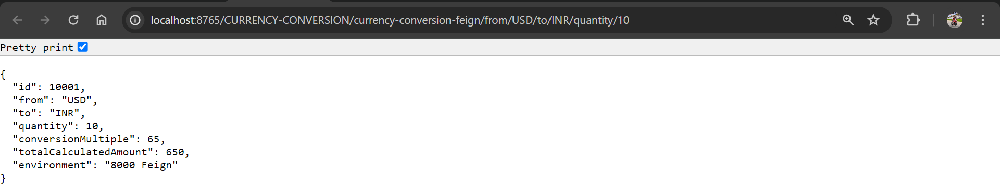 localhost:8765/CURRENCY-CONVERSION/currency-conversion-feign/from/USD/to/INR/quantity/10
Pretty print
{
  "id": 10001,
  "from": "USD",
  "to": "INR",
  "quantity": 10,
  "conversionMultiple": 65,
  "totalCalculatedAmount": 650,
  "environment": "8000 Feign"
}